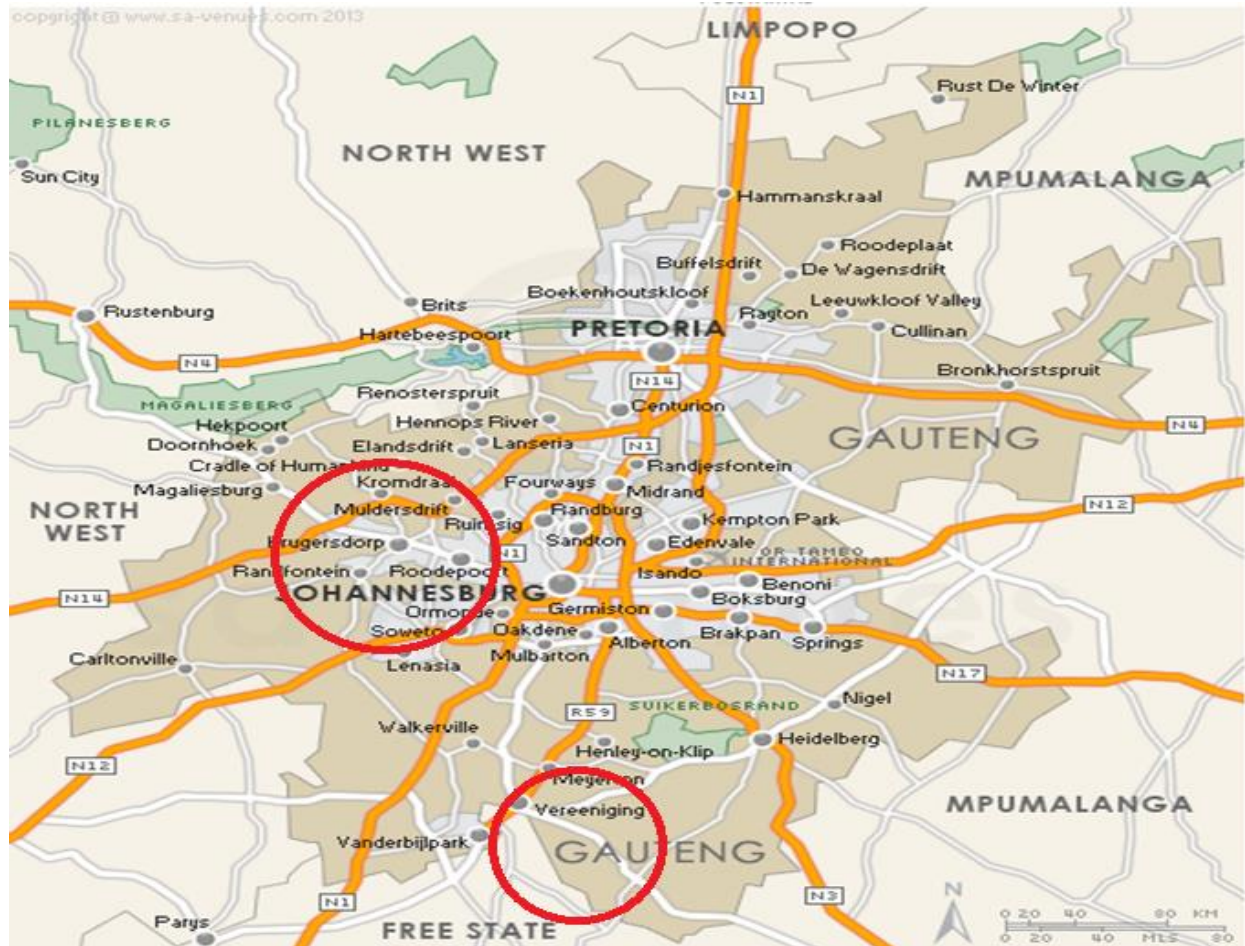 copyright @ www.sa-venues.com 2013
LIMPOPO
N1
Rust De Winter
PILANESBERG
NORTH WEST
Sun City
MPUMALANGA
Hammanskraal
Roodeplaat
Buffelsdrift
De Wagensdrift
Boekenhoutskloof
Leeuwkloof Valley
Brits
Rustenburg
Rayton
Cullinan
Hartebeespoort
PRETORIA
N4
Bronkhorstspruit
N14
Renosterspruit
MAGALIESBERG
Centurion
Hekpoort
Hennops River
N4
Doornhoek
Elandsdrift
Lanseria
N1
GAUTENG
Cradle of Humankind
Randjesfontein
Kromdraai
Fourways
Magaliesburg
Midrand
N12
NORTH
WEST
Muldersdrift
Ruimsig
Randburg
Kempton Park
Krugersdorp
Sandton
Edenvale
N1
OR TAMBO
INTERNATIONAL
Randfontein
Roodepoort
Isando
Benoni
JOHANNESBURG
Boksburg
N14
Ormonde
Germiston
Soweto
Oakdene
Alberton
Brakpan
Springs
Carltonville
Lenasia
Mulbarton
N17
Nigel
R59
SUIKERBOSRAND
Walkerville
Henley-on-Klip
Heidelberg
N12
Meyerton
Vereeniging
MPUMALANGA
Vanderbijlpark
GAUTENG
N1
N3
N
Parys
FREE STATE
0 20 40 80 KM
0 20 40 MLS 80